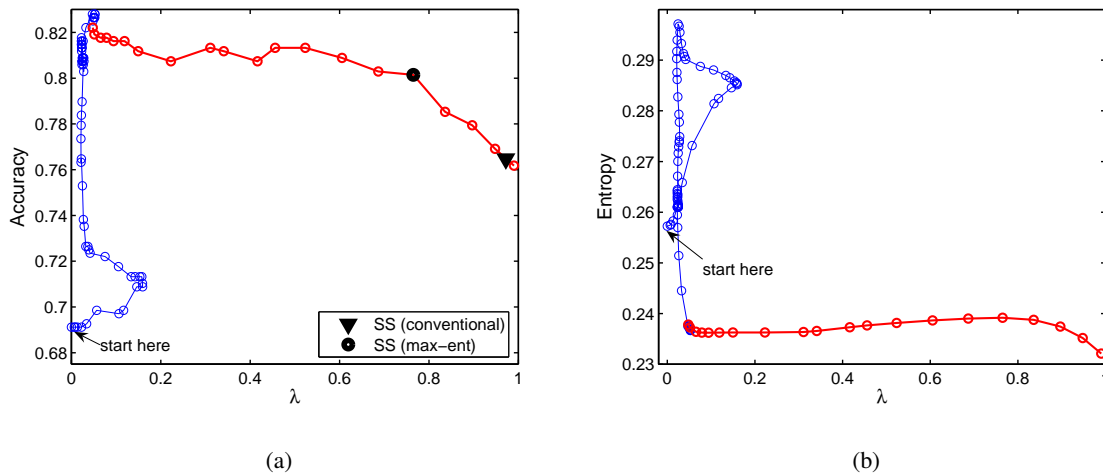 0.82
0.8
0.78
0.76
0.74
0.72
0.7
0.68
Accuracy
start here
SS (conventional)
SS (max−ent)
0 0.2 0.4 0.6 0.8 1
λ
(a)
0.29
0.28
0.27
0.26
0.25
0.24
0.23
Entropy
start here
0 0.2 0.4 0.6 0.8 1
λ
(b)